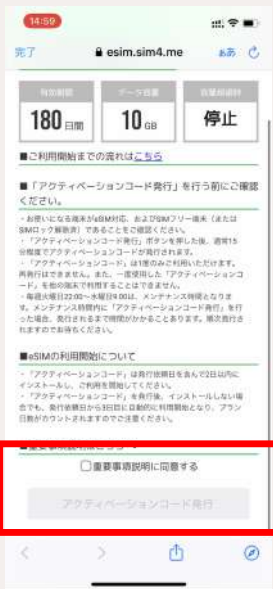 14:59
完了
esim.sim4.me
ぁあ
有効期間
データ容量
容量超過時
180 日間
10 GB
停止
■ご利用開始までの流れはこちら
■「アクティベーションコード発行」を行う前にご確認
ください。
・お使いになる端末がeSIM対応、およびSIMフリー端末（または
SIMロック解除済）であることをご確認ください。
・「アクティベーションコード発行」ボタンを押した後、通常15
分程度でアクティベーションコードが発行されます。
・「アクティベーションコード」は1度のみご利用いただけます。
再発行はできません。また、一度使用した「アクティベーションコ
ード」を他の端末で利用することはできません。
・毎週火曜日22:00~水曜日9:00は、メンテナンス時間となりま
す。メンテナンス時間内に「アクティベーションコード発行」を行
った場合、発行されるまで時間がかかることあります。順次進行さ
れますのでお待ちください。
■eSIMの利用開始について
・「アクティベーションコード」は発行依頼日を含んで2日以内に
インストールし、ご利用を開始してください。
・「アクティベーションコード」を発行後、インストールしない場
合でも、発行依頼日から3日目に自動的に利用開始となり、プラン
日数がカウントされますのでご注意ください。
重要事項説明に同意する
アクティベーションコード発行